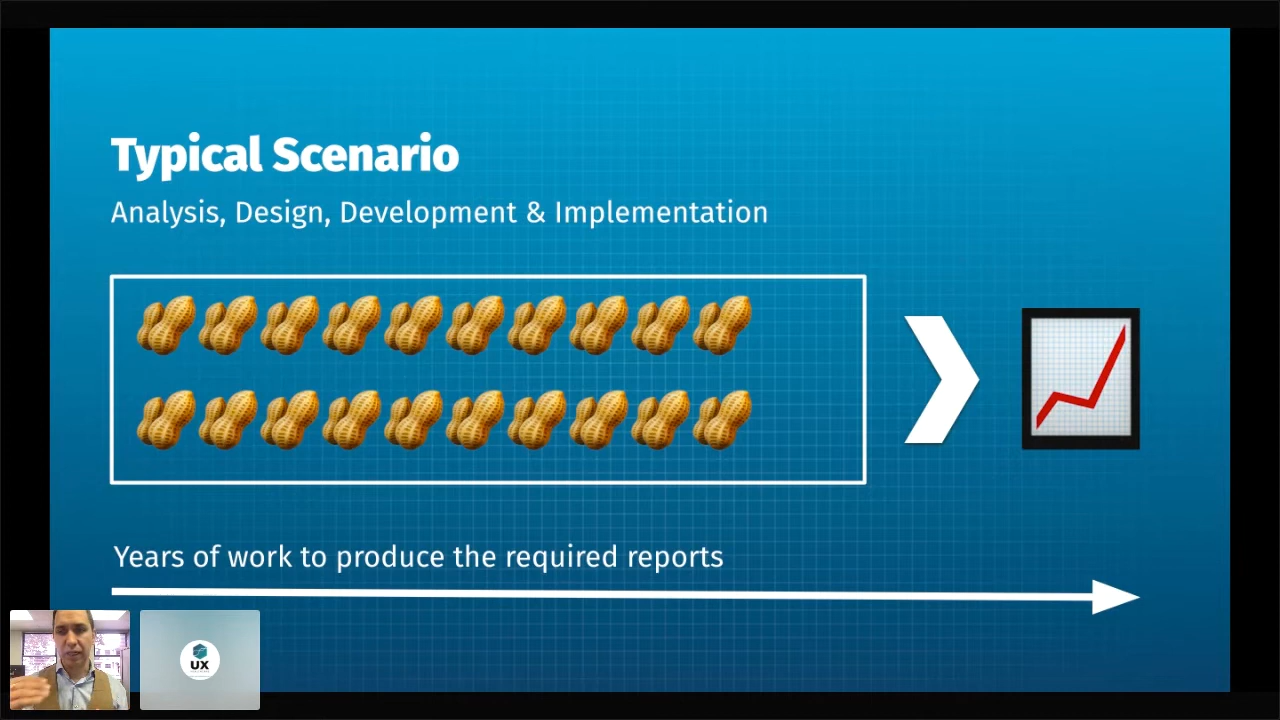 Typical Scenario
Analysis, Design, Development & Implementation
Years of work to produce the required reports
UX